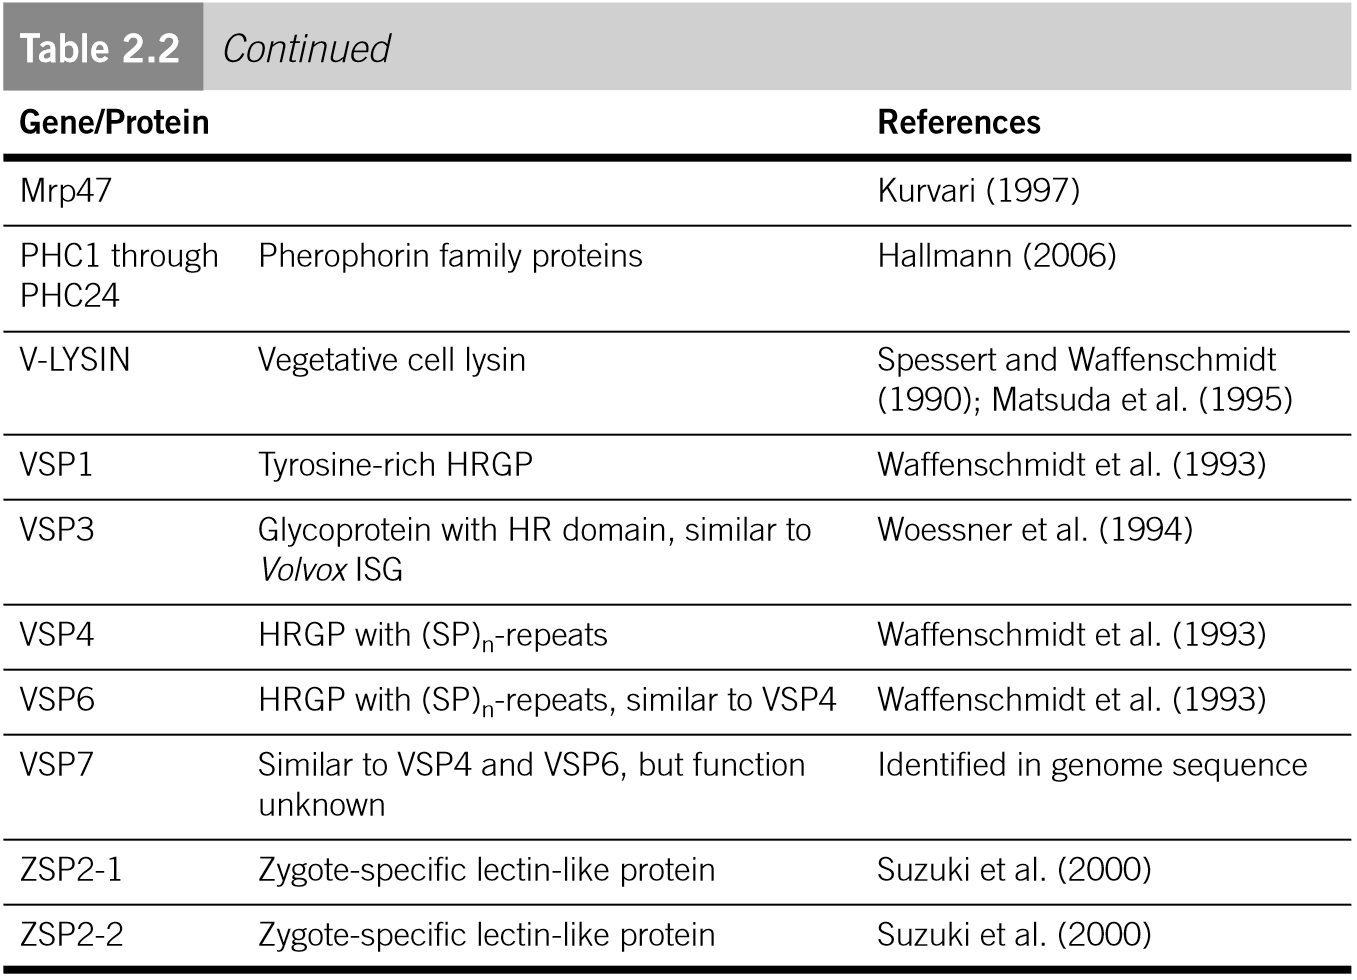 Table 2.2 Continued
Gene/Protein References
Mrp47 Kurvari (1997)
PHC1 through Pherophorin family proteins Hallmann (2006)
PHC24
V-LYSIN Vegetative cell lysin Spessert and Waffenschmidt
(1990); Matsuda et al. (1995)
VSP1 Tyrosine-rich HRGP Waffenschmidt et al. (1993)
VSP3 Glycoprotein with HR domain, similar to Woessner et al. (1994)
Volvox ISG
VSP4 HRGP with (SP)n-repeats Waffenschmidt et al. (1993)
VSP6 HRGP with (SP)n-repeats, similar to VSP4 Waffenschmidt et al. (1993)
VSP7 Similar to VSP4 and VSP6, but function Identified in genome sequence
unknown
ZSP2-1 Zygote-specific lectin-like protein Suzuki et al. (2000)
ZSP2-2 Zygote-specific lectin-like protein Suzuki et al. (2000)